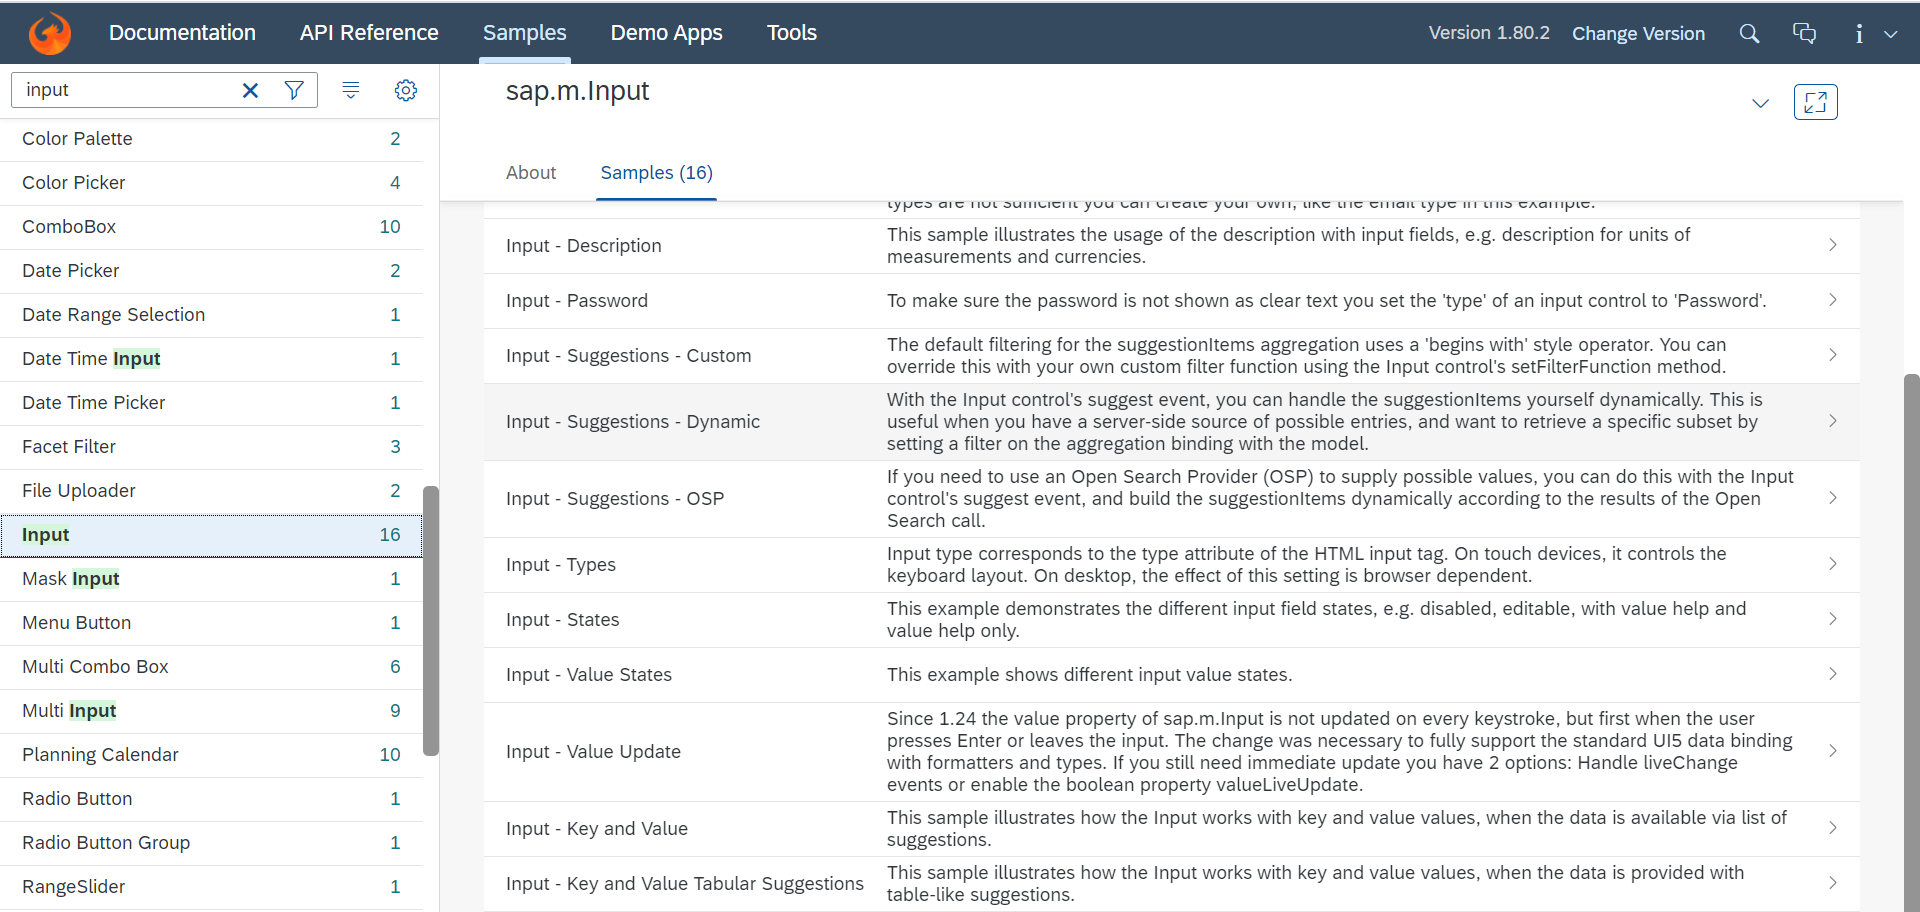 Documentation API Reference Samples Demo Apps Tools Version 1.80.2 Change Version
input
Color Palette 2
Color Picker 4
ComboBox 10
Date Picker 2
Date Range Selection 1
Date Time Input 1
Date Time Picker 1
Facet Filter 3
File Uploader 2
Input 16
Mask Input 1
Menu Button 1
Multi Combo Box 6
Multi Input 9
Planning Calendar 10
Radio Button 1
Radio Button Group 1
RangeSlider 1
sap.m.Input
About Samples (16)
types are not sufficient you can create your own, like the email type in this example.
Input - Description
This sample illustrates the usage of the description with input fields, e.g. description for units of
measurements and currencies.
Input - Password
To make sure the password is not shown as clear text you set the 'type' of an input control to 'Password'.
Input - Suggestions - Custom
The default filtering for the suggestionItems aggregation uses a 'begins with' style operator. You can
override this with your own custom filter function using the Input control's setFilterFunction method.
Input - Suggestions - Dynamic
With the Input control's suggest event, you can handle the suggestionItems yourself dynamically. This is
useful when you have a server-side source of possible entries, and want to retrieve a specific subset by
setting a filter on the aggregation binding with the model.
Input - Suggestions - OSP
If you need to use an Open Search Provider (OSP) to supply possible values, you can do this with the Input
control's suggest event, and build the suggestionItems dynamically according to the results of the Open
Search call.
Input - Types
Input type corresponds to the type attribute of the HTML input tag. On touch devices, it controls the
keyboard layout. On desktop, the effect of this setting is browser dependent.
Input - States
This example demonstrates the different input field states, e.g. disabled, editable, with value help and
value help only.
Input - Value States
This example shows different input value states.
Input - Value Update
Since 1.24 the value property of sap.m.Input is not updated on every keystroke, but first when the user
presses Enter or leaves the input. The change was necessary to fully support the standard UI5 data binding
with formatters and types. If you still need immediate update you have 2 options: Handle liveChange
events or enable the boolean property valueLiveUpdate.
Input - Key and Value
This sample illustrates how the Input works with key and value values, when the data is available via list of
suggestions.
Input - Key and Value Tabular Suggestions
This sample illustrates how the Input works with key and value values, when the data is provided with
table-like suggestions.